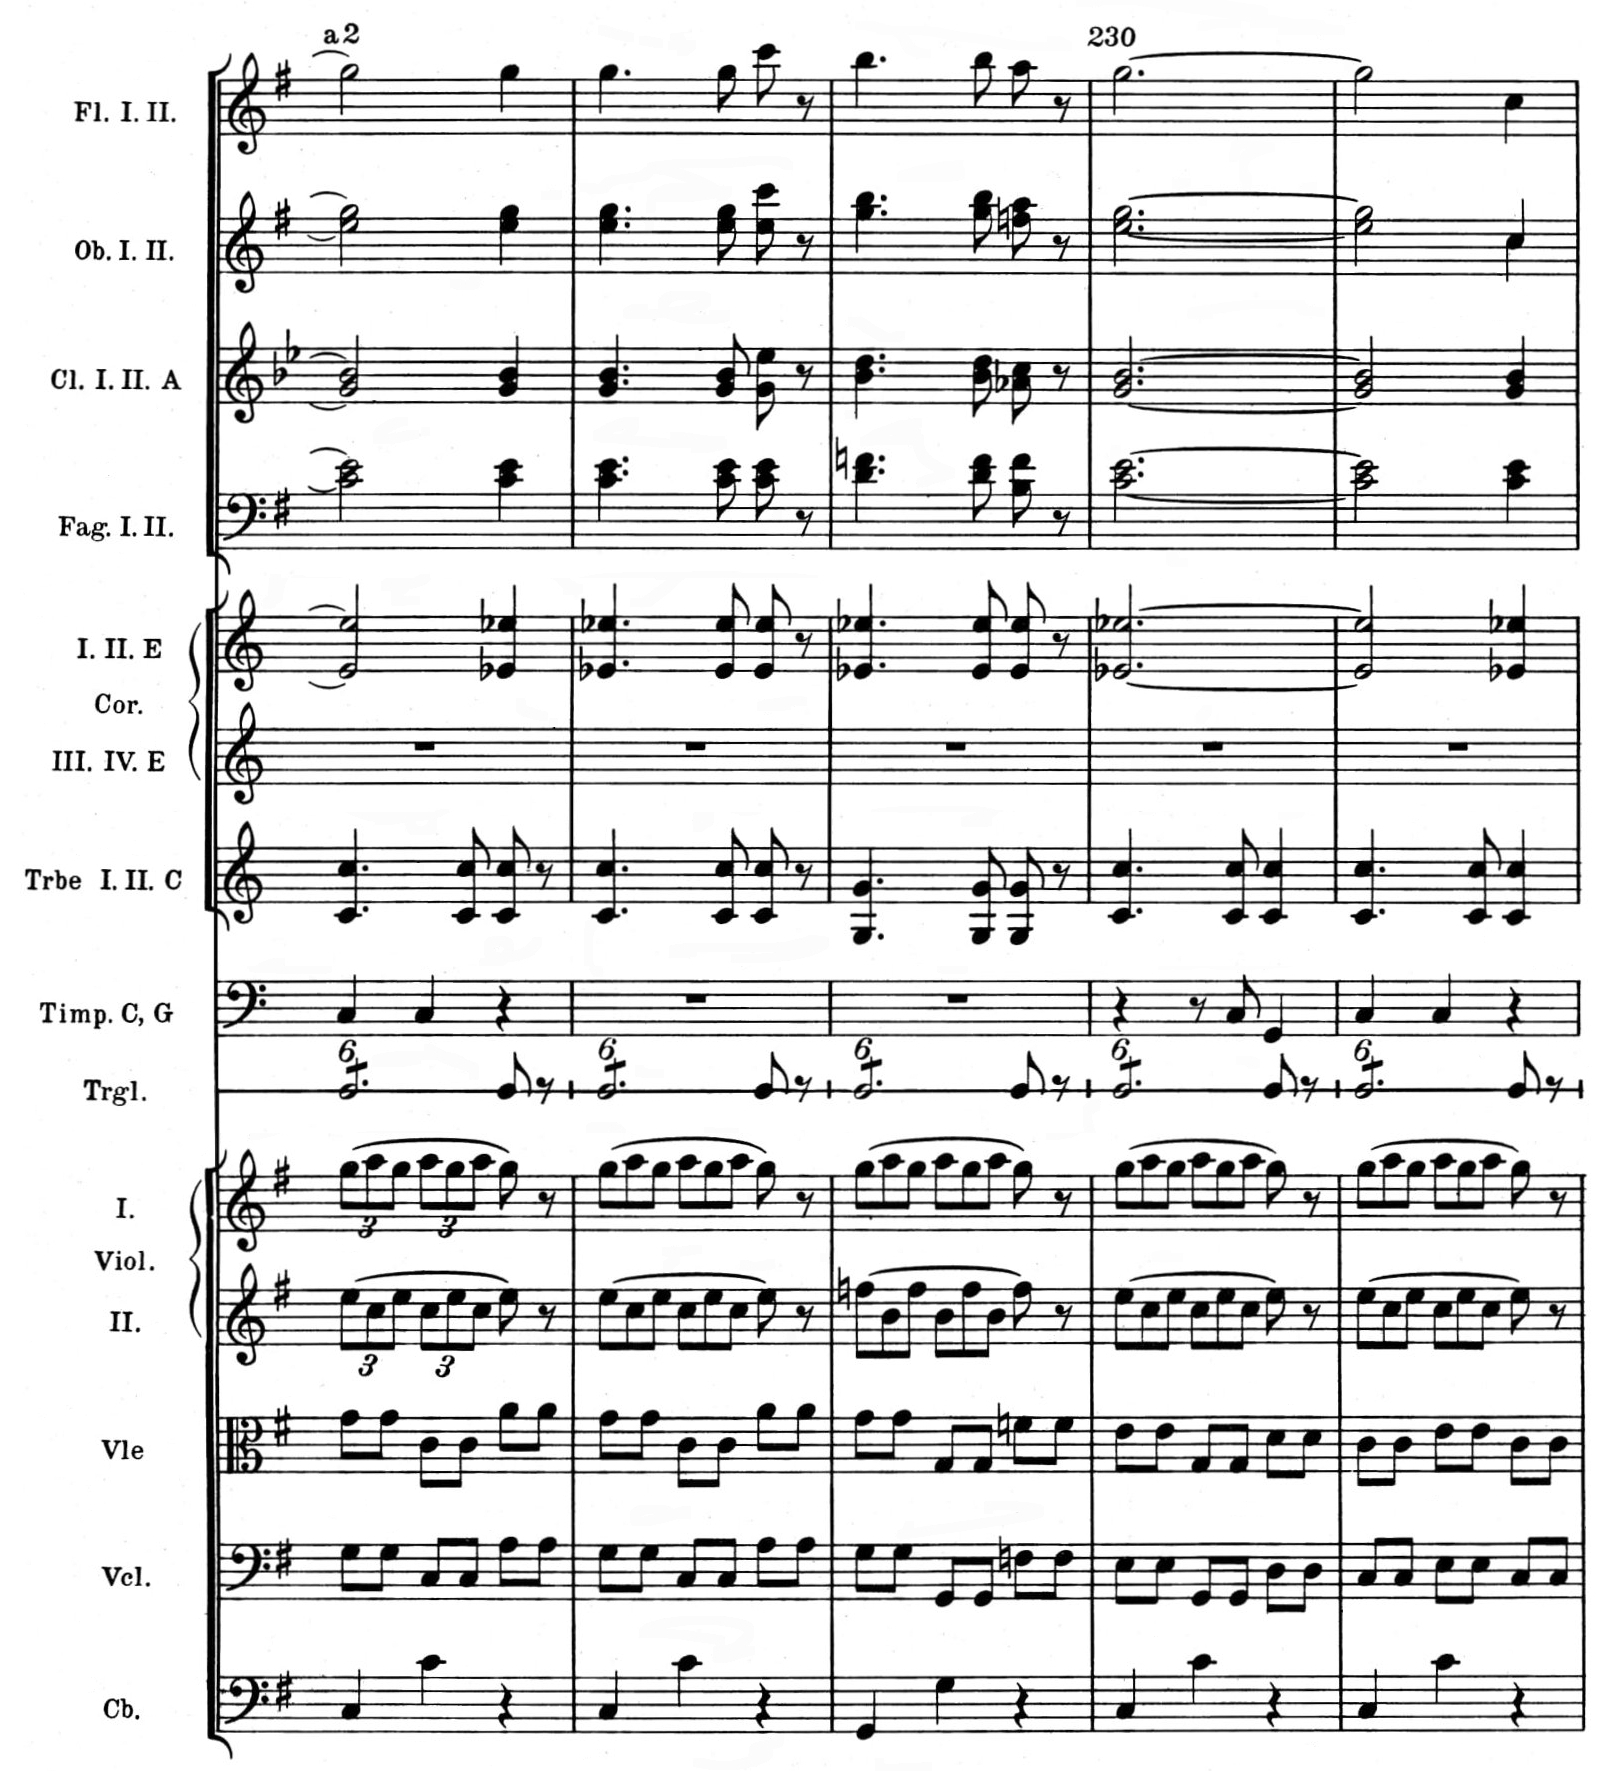 a 2
230
Fl. I. II.
Ob. I. II.
Cl. I. II. A
Fag. I. II.
I. II. E
Cor.
III. IV. E
Trbe I. II. C
Timp. C, G
6 6 6 6 6
Trgl.
I.
3 3
Viol.
II.
3 3
Vle
Vcl.
Cb.